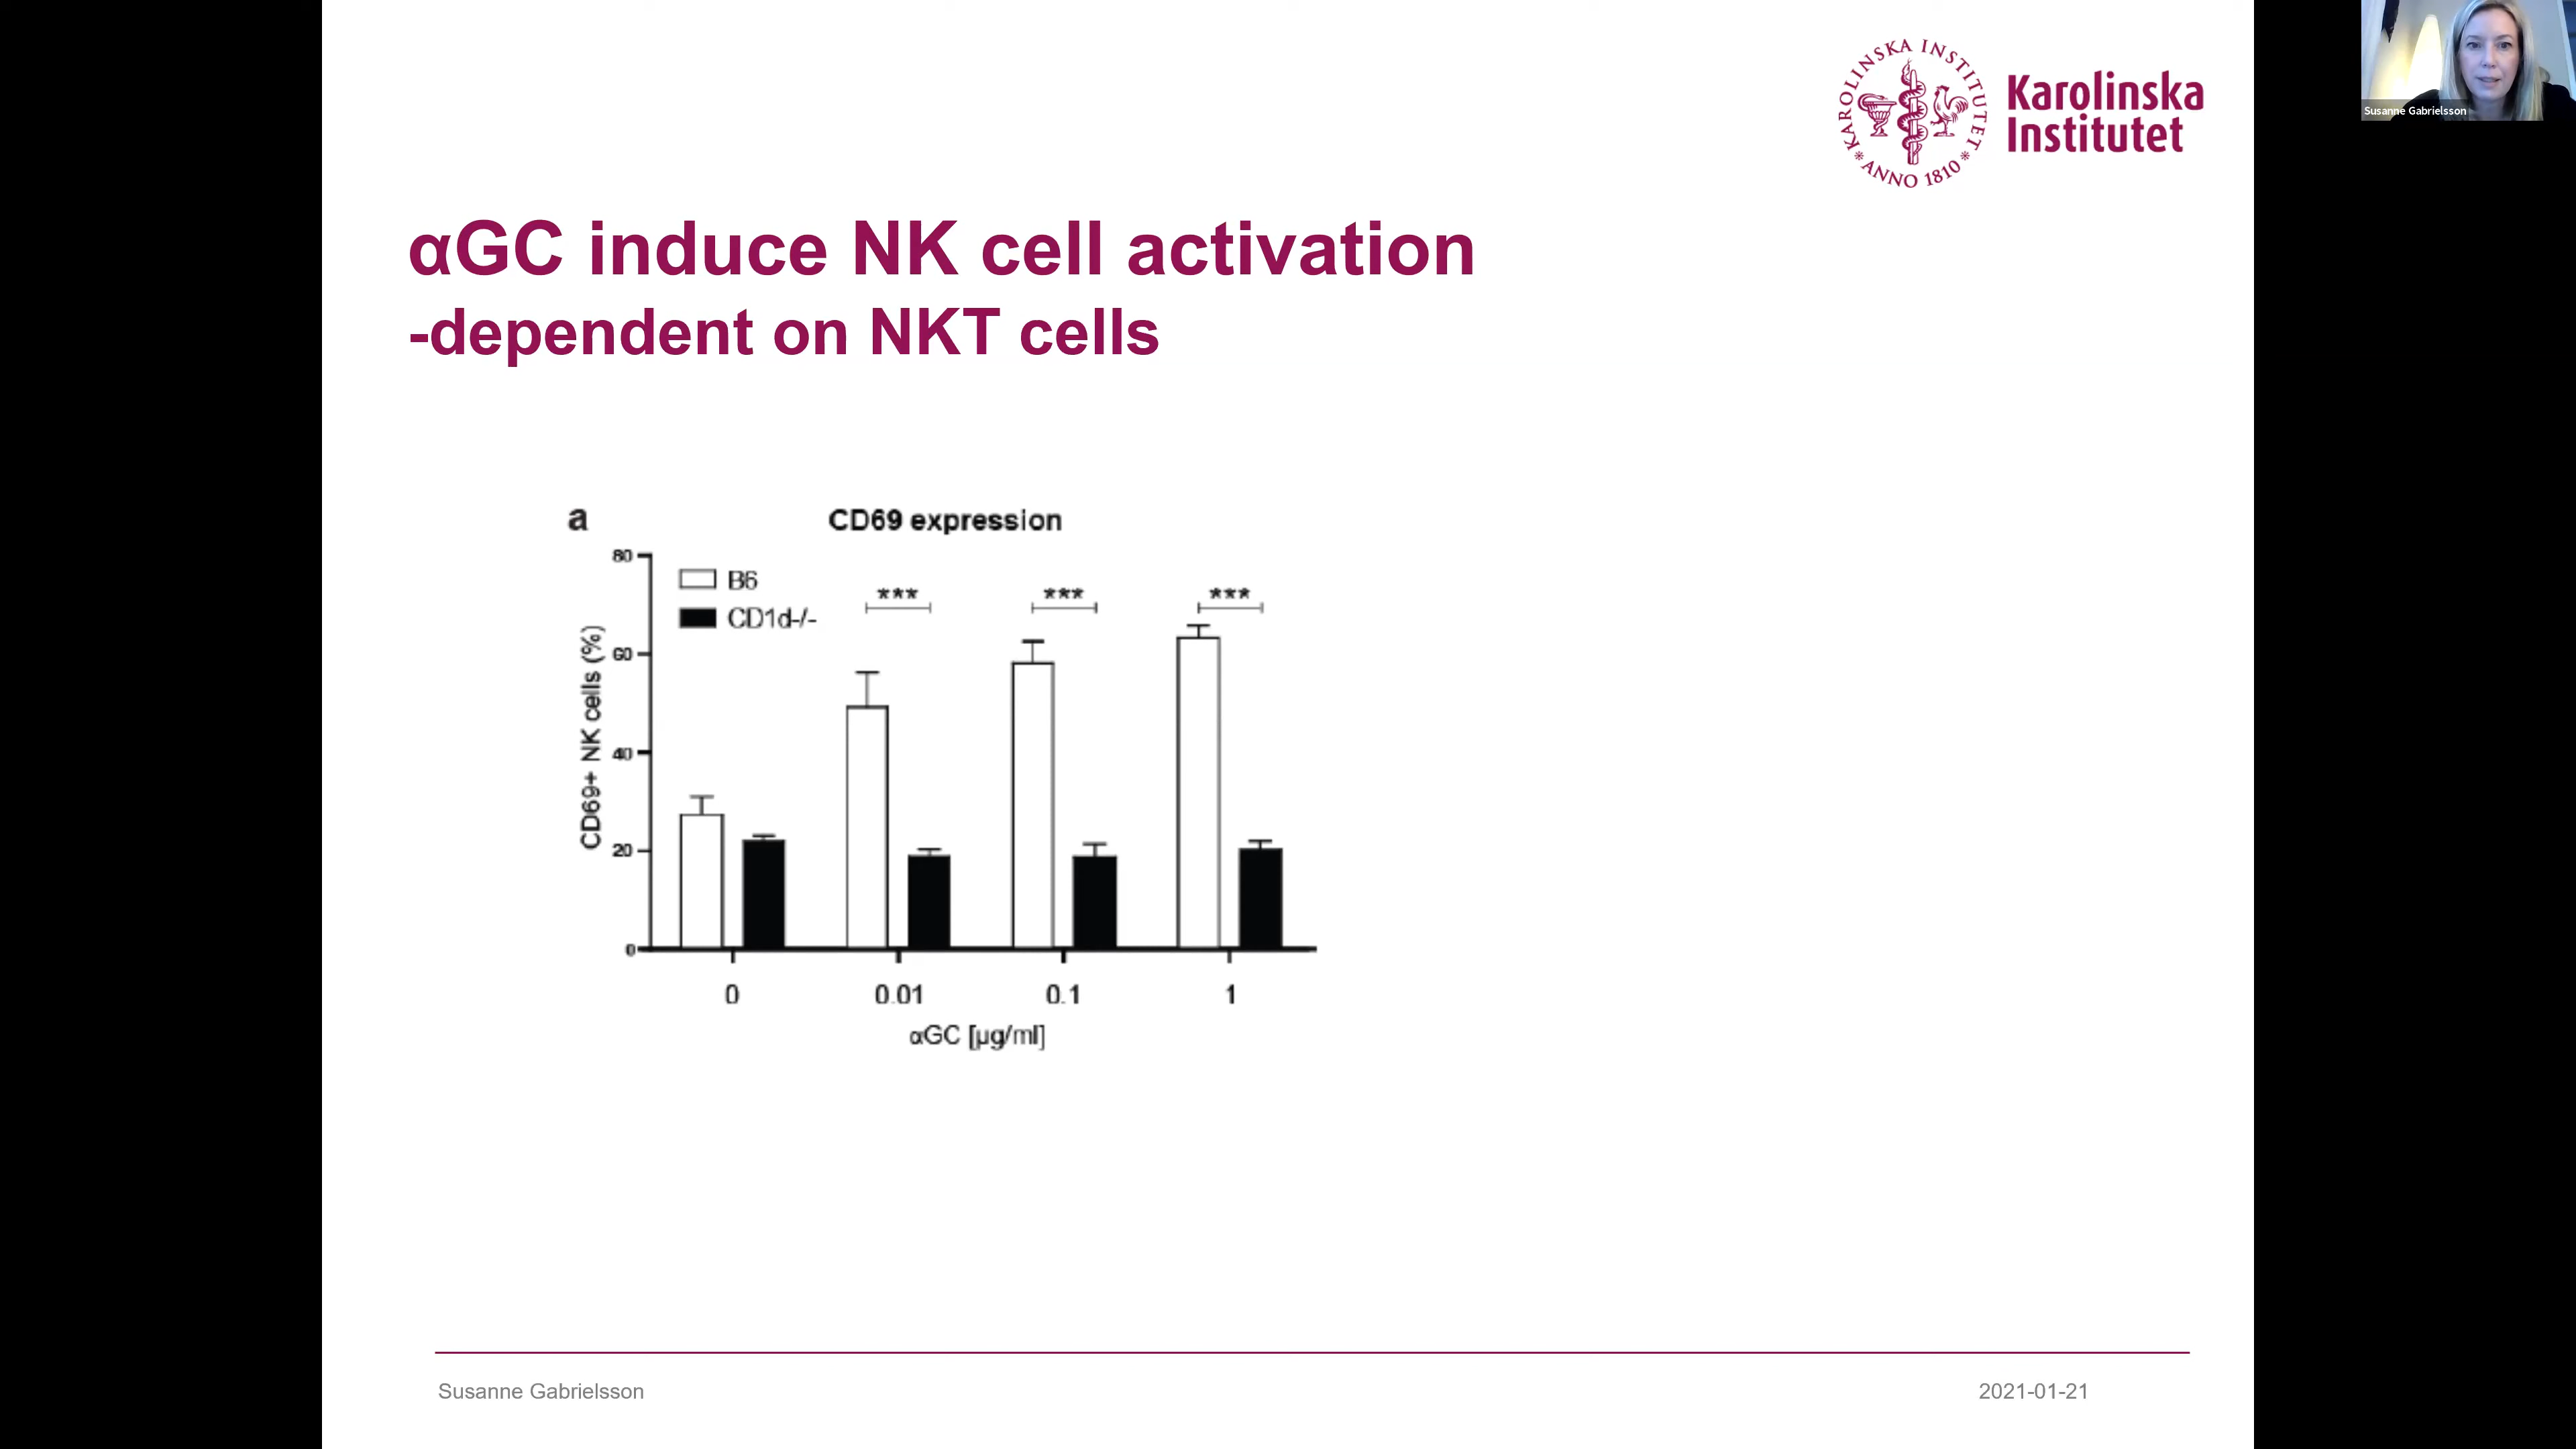 KAROLINSKA INSTITUTET
ANNO 1810
Karolinska
Institutet
Susanne Gabrielsson
αGC induce NK cell activation
-dependent on NKT cells
a
CD69 expression
80
60
40
20
0
CD69+ NK cells (%)
B6
CD1d-/-
***
***
***
0
0.01
0.1
1
αGC [µg/ml]
Susanne Gabrielsson
2021-01-21